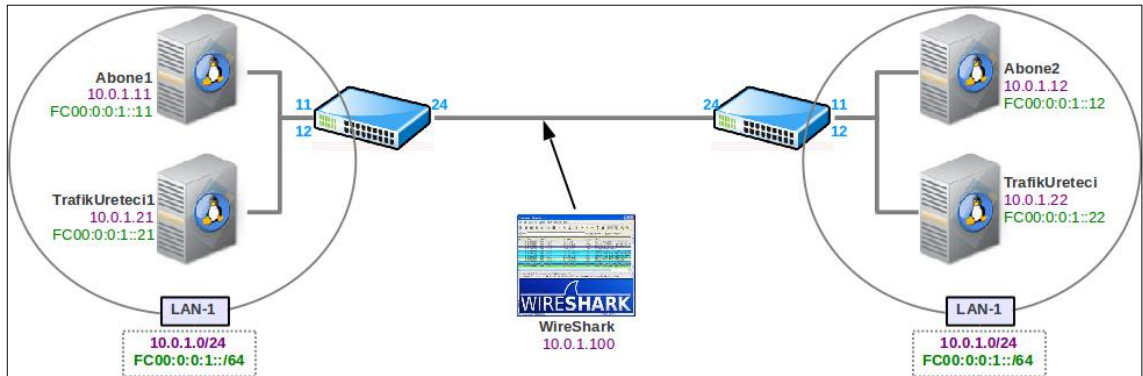 Abone1
10.0.1.11
FC00:0:0:1::11
TrafikUreteci1
10.0.1.21
FC00:0:0:1::21
11
12
24
LAN-1
10.0.1.0/24
FC00:0:0:1::/64
WIRESHARK
WireShark
10.0.1.100
24
11
12
Abone2
10.0.1.12
FC00:0:0:1::12
TrafikUreteci
10.0.1.22
FC00:0:0:1::22
LAN-1
10.0.1.0/24
FC00:0:0:1::/64